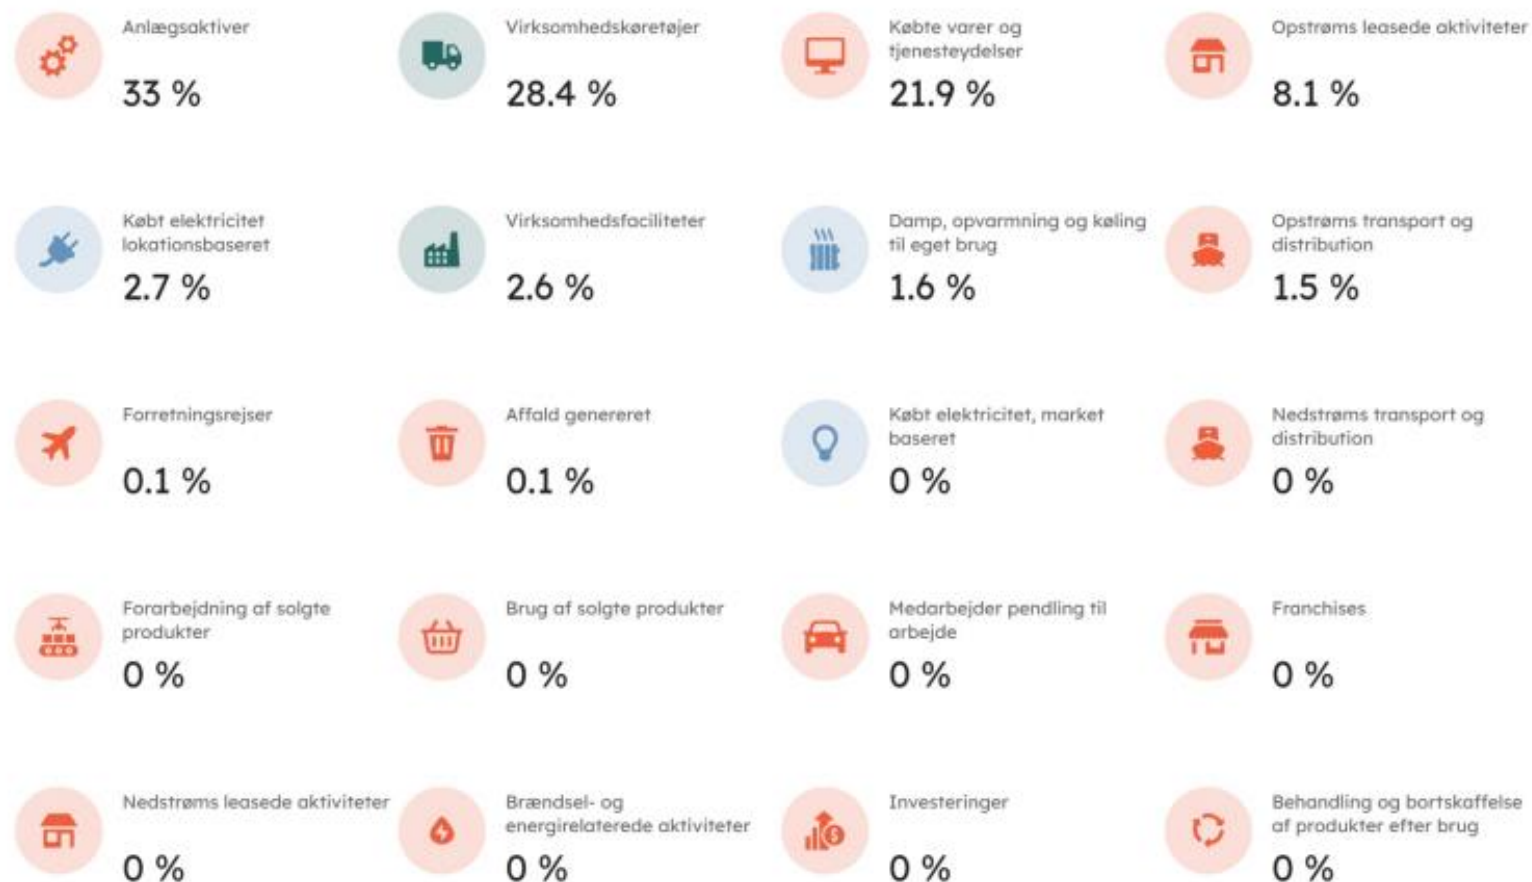 Anlægsaktiver
33 %
Virksomhedskøretøjer
28.4 %
Købte varer og
tjenesteydelser
21.9 %
Opstrøms leasede aktiviteter
8.1 %
Købt elektricitet
lokationsbaseret
2.7 %
Virksomhedsfaciliteter
2.6 %
Damp, opvarmning og køling
til eget brug
1.6 %
Opstrøms transport og
distribution
1.5 %
Forretningsrejser
0.1 %
Affald genereret
0.1 %
Købt elektricitet, market
baseret
0 %
Nedstrøms transport og
distribution
0 %
Forarbejdning af solgte
produkter
0 %
Brug af solgte produkter
0 %
Medarbejder pendling til
arbejde
0 %
Franchises
0 %
Nedstrøms leasede aktiviteter
0 %
Brændsel- og
energirelaterede aktiviteter
0 %
Investeringer
0 %
Behandling og bortskaffelse
af produkter efter brug
0 %